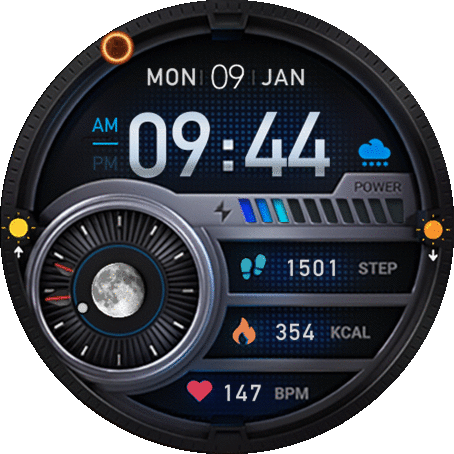 MON 09 JAN
AM
09:44
PM
POWER
1501 STEP
354 KCAL
147 BPM